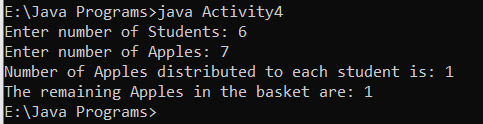 E:\Java Programs>java Activity4
Enter number of Students: 6
Enter number of Apples: 7
Number of Apples distributed to each student is: 1
The remaining Apples in the basket are: 1
E:\Java Programs>